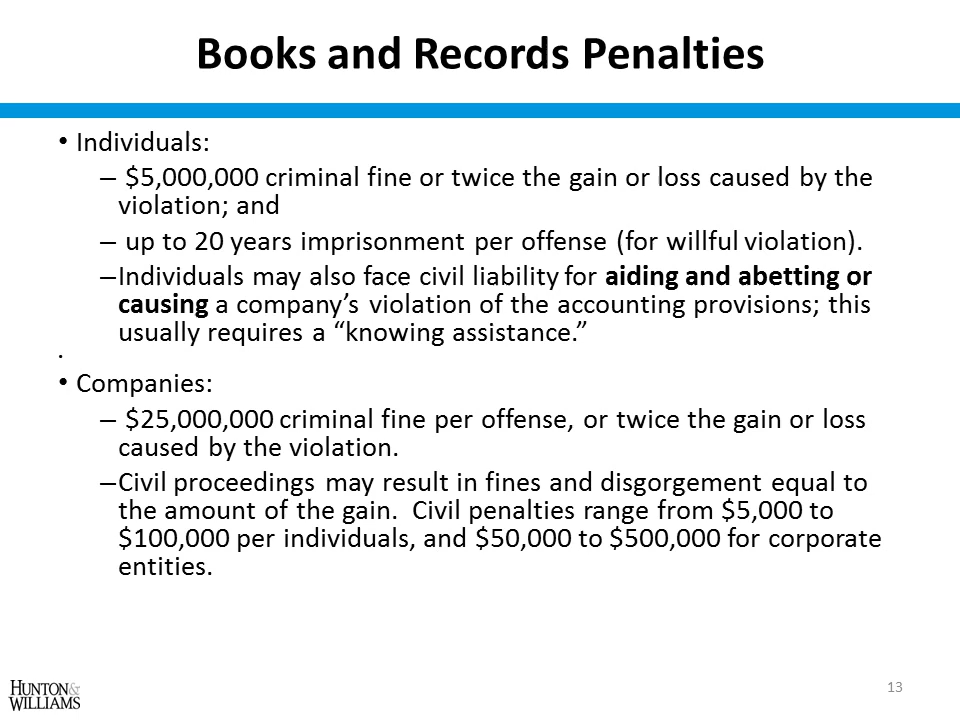 Books and Records Penalties
• Individuals:
– $5,000,000 criminal fine or twice the gain or loss caused by the
violation; and
– up to 20 years imprisonment per offense (for willful violation).
–Individuals may also face civil liability for aiding and abetting or
causing a company’s violation of the accounting provisions; this
usually requires a “knowing assistance.”
•
• Companies:
– $25,000,000 criminal fine per offense, or twice the gain or loss
caused by the violation.
–Civil proceedings may result in fines and disgorgement equal to
the amount of the gain.  Civil penalties range from $5,000 to
$100,000 per individuals, and $50,000 to $500,000 for corporate
entities.
HUNTON&
WILLIAMS
13